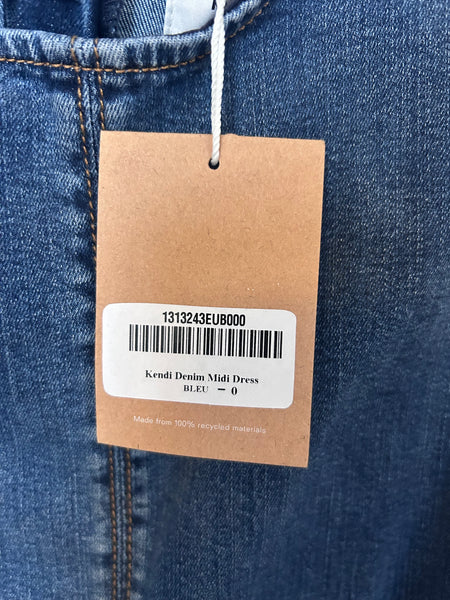 1313243EUB000
Kendi Denim Midi Dress
BLEU – 0
Made from 100% recycled materials